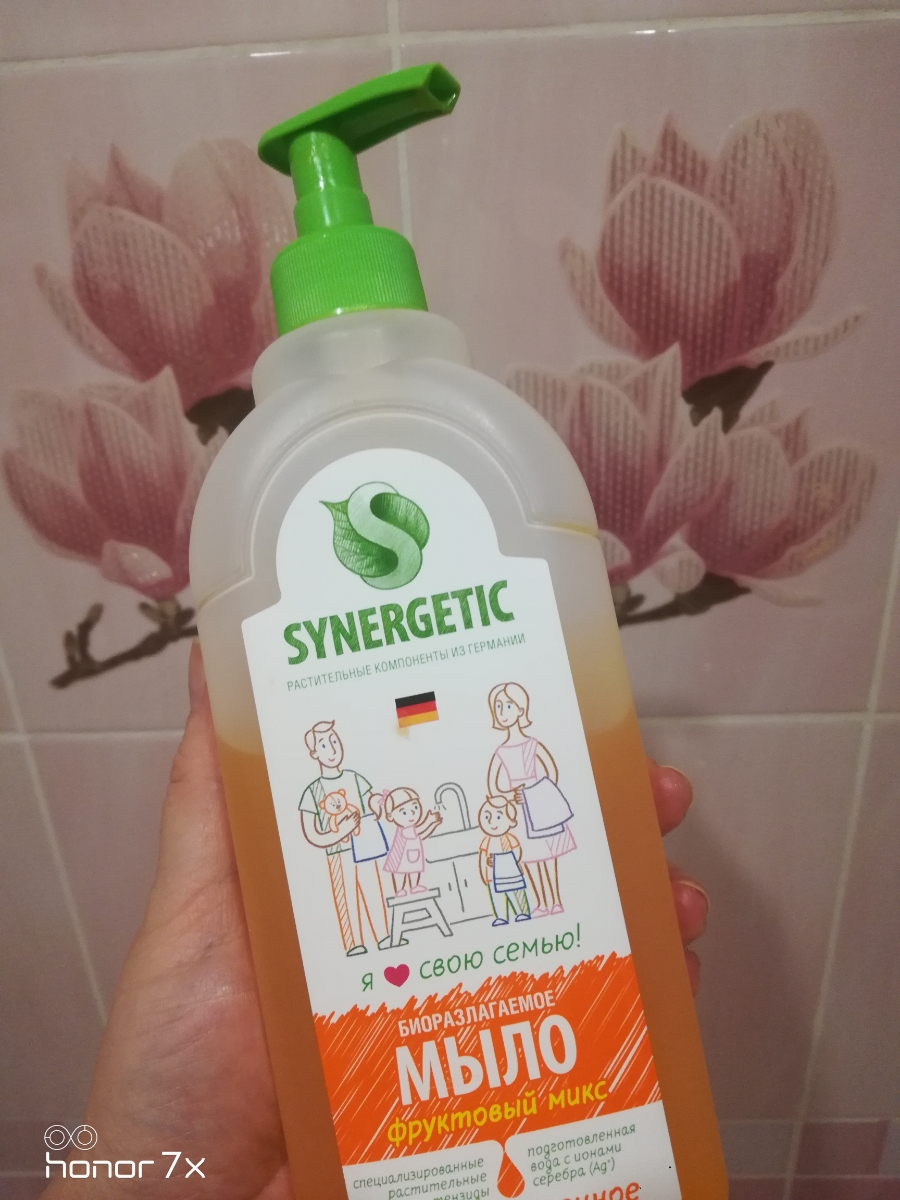 SYNERGETIC
РАСТИТЕЛЬНЫЕ КОМПОНЕНТЫ ИЗ ГЕРМАНИИ
я ❤ свою семью!
БИОРАЗЛАГАЕМОЕ
МЫЛО
фруктовый микс
специализированные
растительные
подготовленная
вода с ионами
серебра (Ag⁺)
honor 7x